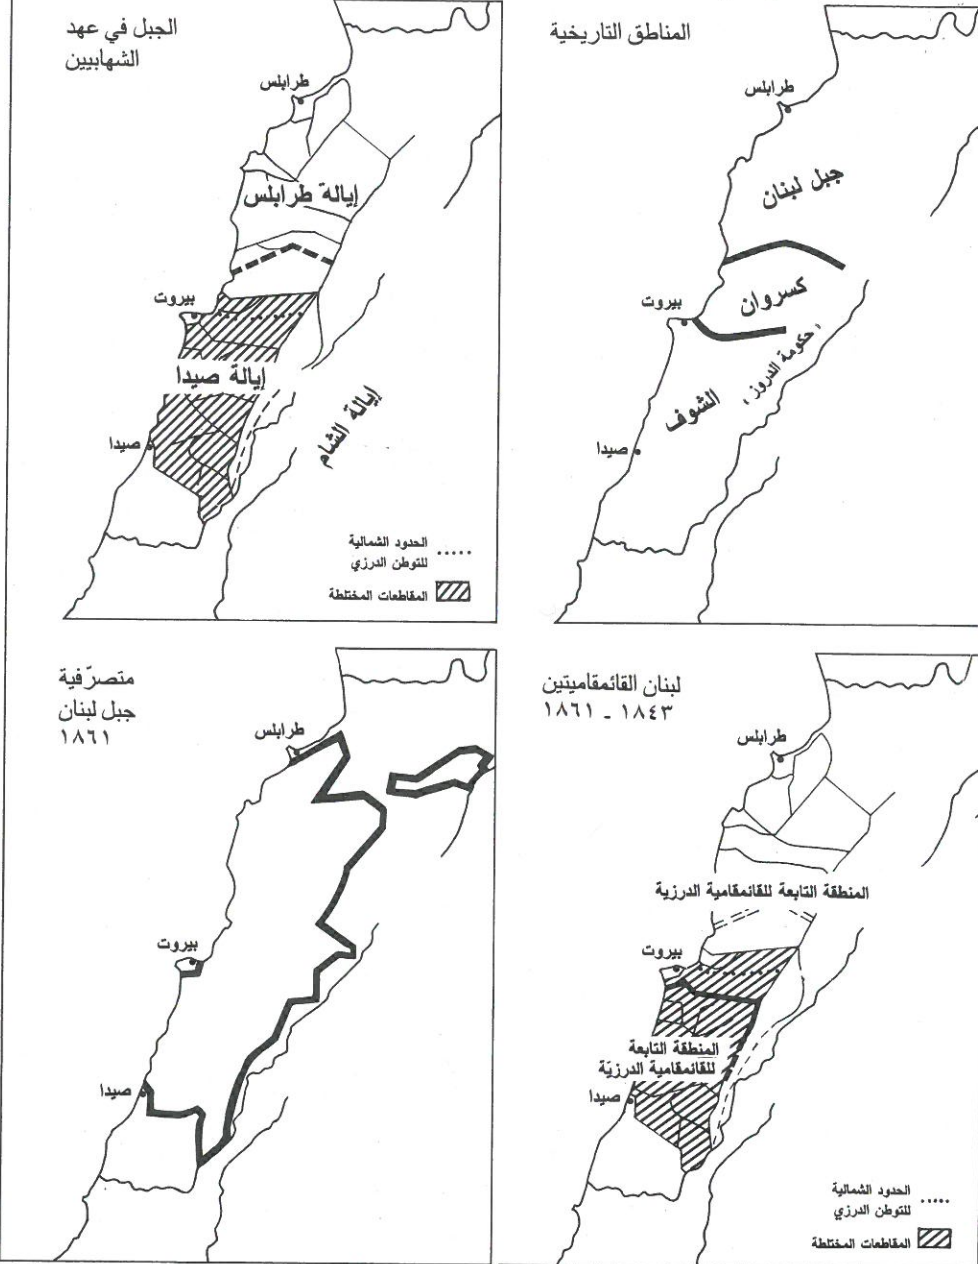 المناطق التاريخية
طرابلس
جبل لبنان
كسروان
بيروت
« حكومة الدروز »
الشوف
صيدا
الجبل في عهد
الشهابيين
طرابلس
إيالة طرابلس
بيروت
إيالة صيدا
إيالة الشام
صيدا
الحدود الشمالية
للتوطن الدرزي
المقاطعات المختلطة
لبنان القائمقاميتين
١٨٤٣ ـ ١٨٦١
طرابلس
المنطقة التابعة للقائمقامية الدرزية
بيروت
المنطقة التابعة
للقائمقامية الدرزيّة
صيدا
الحدود الشمالية
للتوطن الدرزي
المقاطعات المختلطة
متصرّفية
جبل لبنان
١٨٦١
طرابلس
بيروت
صيدا